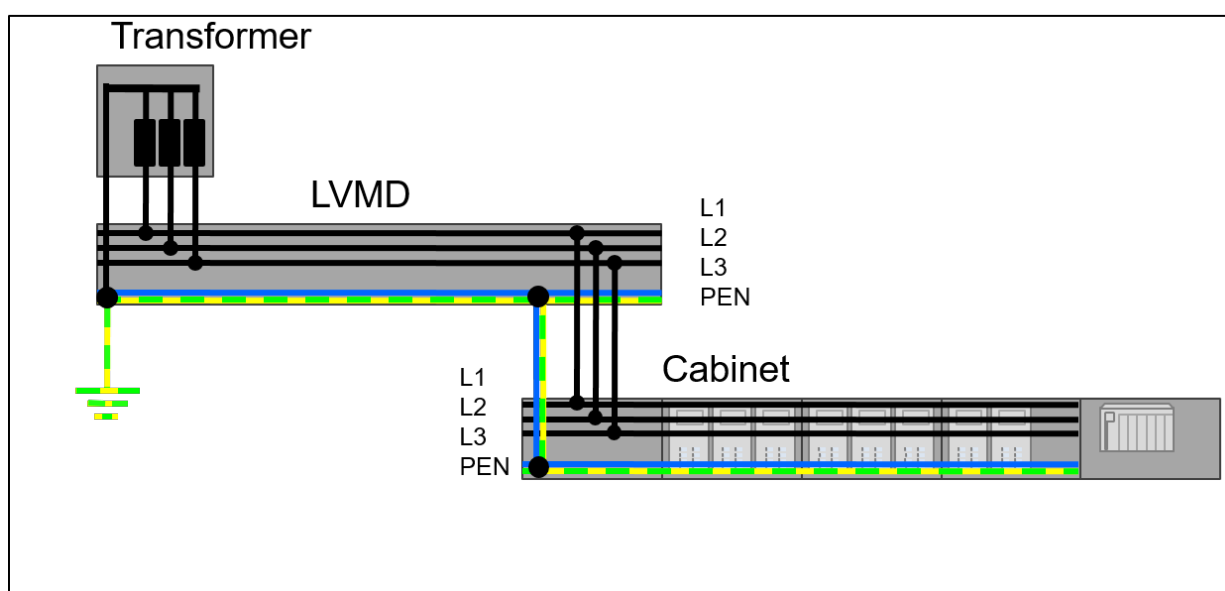 Transformer
LVMD
L1
L2
L3
PEN
Cabinet
L1
L2
L3
PEN